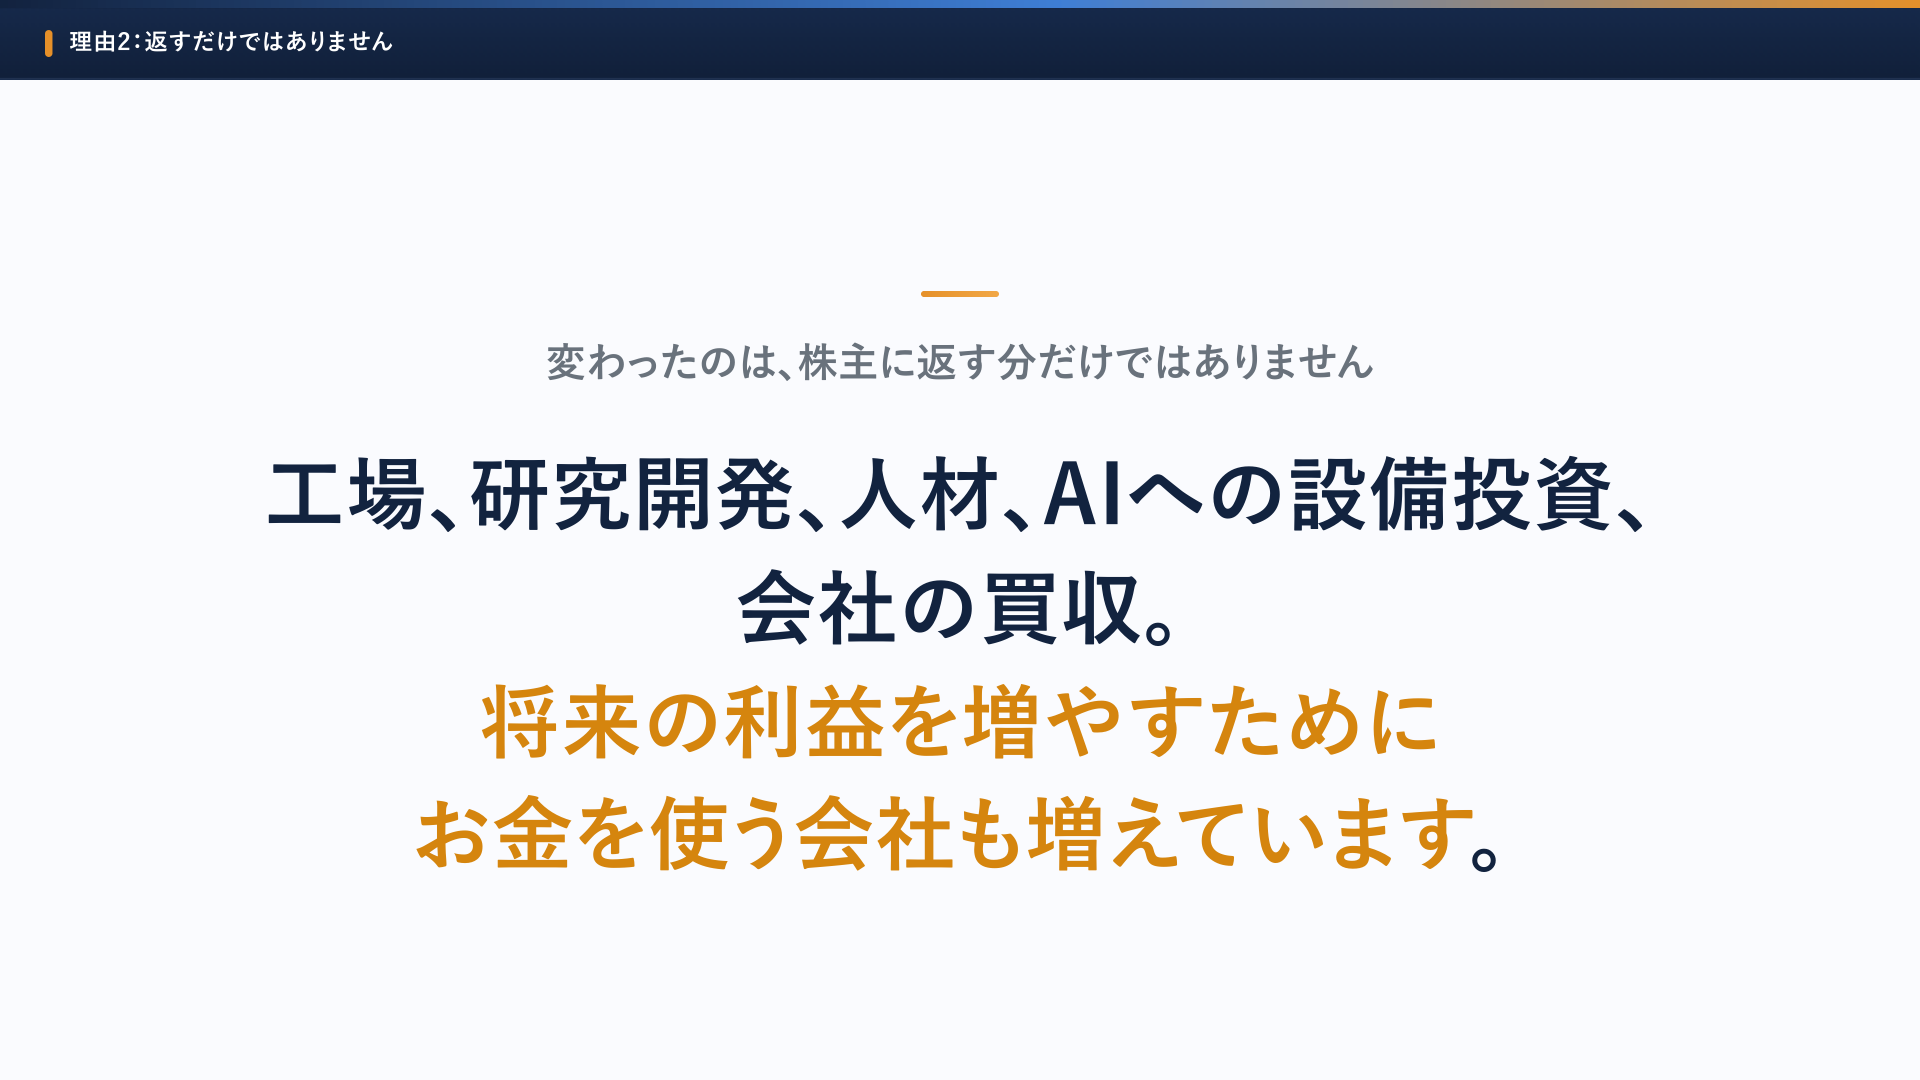 理由2：返すだけではありません
変わったのは、株主に返す分だけではありません
工場、研究開発、人材、AIへの設備投資、
会社の買収。
将来の利益を増やすために
お金を使う会社も増えています。